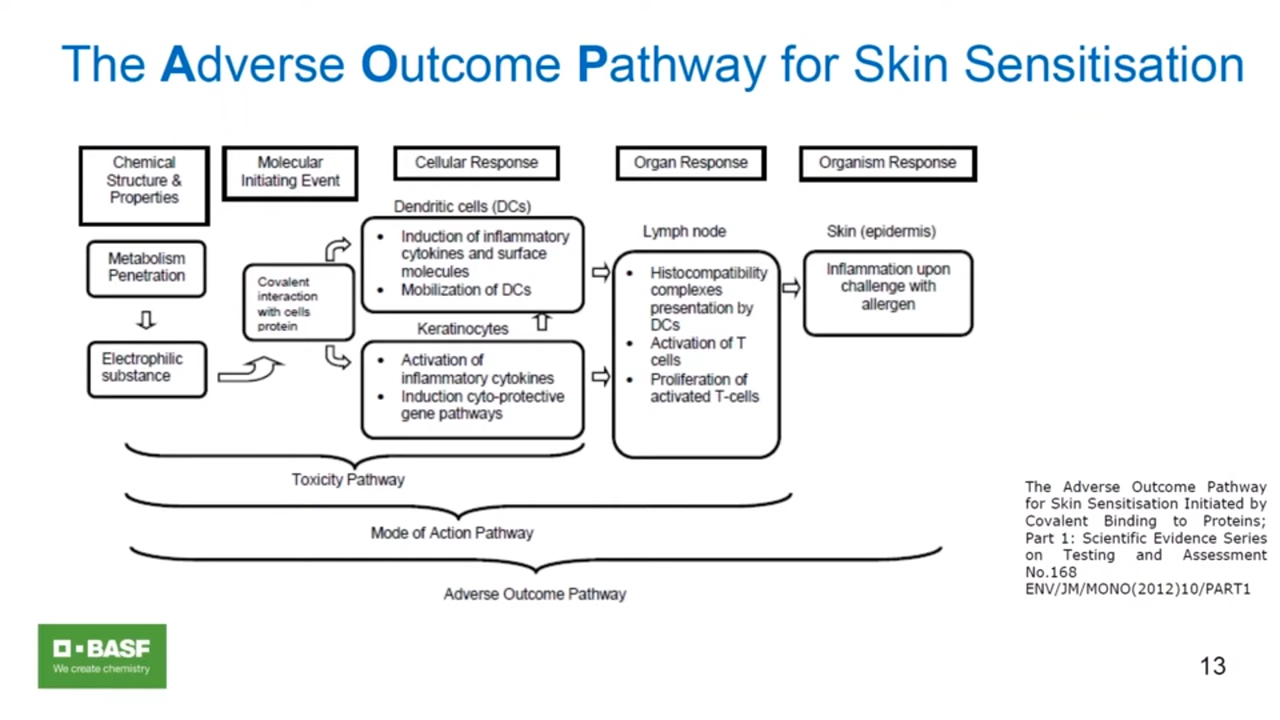 The Adverse Outcome Pathway for Skin Sensitisation
Chemical
Structure &
Properties
Molecular
Initiating Event
Cellular Response
Organ Response
Organism Response
Metabolism
Penetration
Electrophilic
substance
Covalent
interaction
with cells
protein
Dendritic cells (DCs)
• Induction of inflammatory
cytokines and surface
molecules
• Mobilization of DCs
Keratinocytes
• Activation of
inflammatory cytokines
• Induction cyto-protective
gene pathways
Lymph node
• Histocompatibility
complexes
presentation by
DCs
• Activation of T
cells
• Proliferation of
activated T-cells
Skin (epidermis)
Inflammation upon
challenge with
allergen
Toxicity Pathway
Mode of Action Pathway
Adverse Outcome Pathway
The Adverse Outcome Pathway
for Skin Sensitisation Initiated by
Covalent Binding to Proteins;
Part 1: Scientific Evidence Series
on Testing and Assessment
No.168
ENV/JM/MONO(2012)10/PART1
BASF
We create chemistry
13